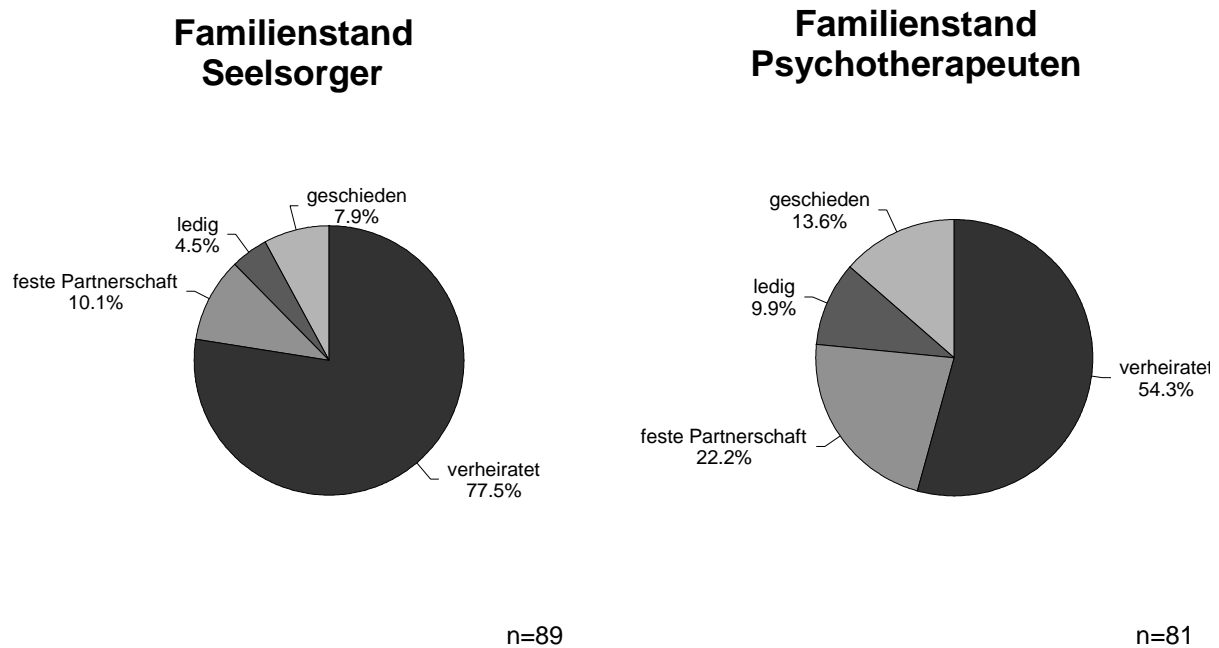 Familienstand
Seelsorger
geschieden
7.9%
ledig
4.5%
feste Partnerschaft
10.1%
verheiratet
77.5%
n=89
Familienstand
Psychotherapeuten
geschieden
13.6%
ledig
9.9%
verheiratet
54.3%
feste Partnerschaft
22.2%
n=81